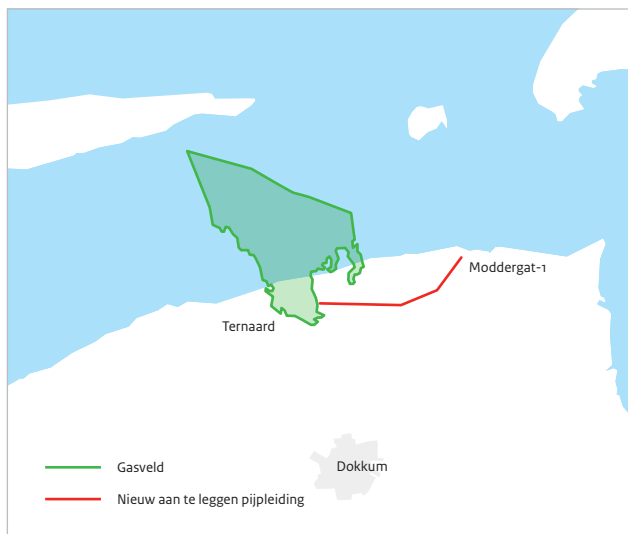 Moddergat-1
Ternaard
Dokkum
Gasveld
Nieuw aan te leggen pijpleiding